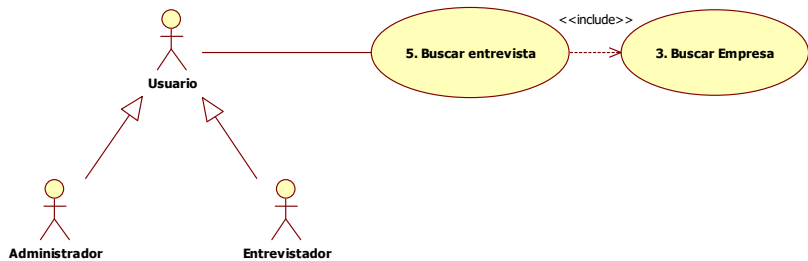 <<include>>
5. Buscar entrevista
3. Buscar Empresa
Usuario
Administrador
Entrevistador